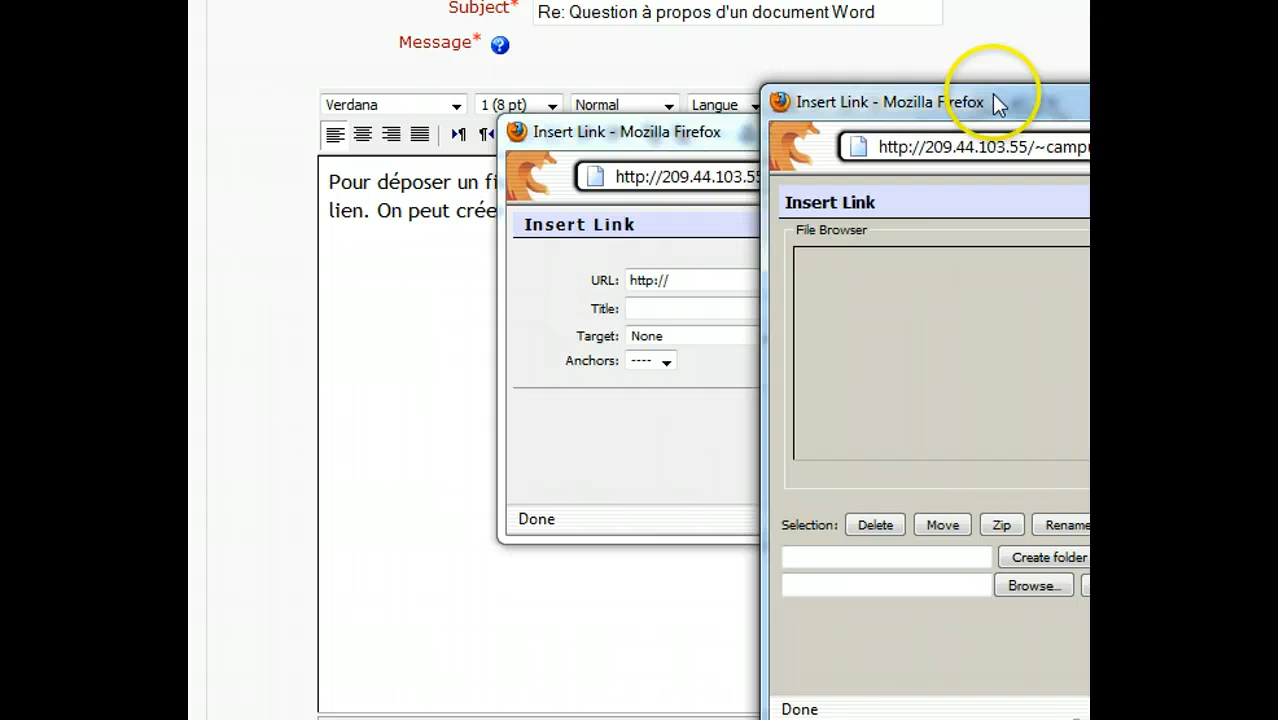 Subject*
Re: Question à propos d'un document Word
Message*
Verdana
1 (8 pt)
Normal
Langue
Pour déposer un
lien. On peut
Insert Link - Mozilla Firefox
http://209.44.103.55
Insert Link
URL:
http://
Title:
Target:
None
Anchors:
----
Done
Insert Link - Mozilla Firefox
http://209.44.103.55/~camp
Insert Link
File Browser
Selection:
Delete
Move
Zip
Rename
Create folder
Browse...
Done